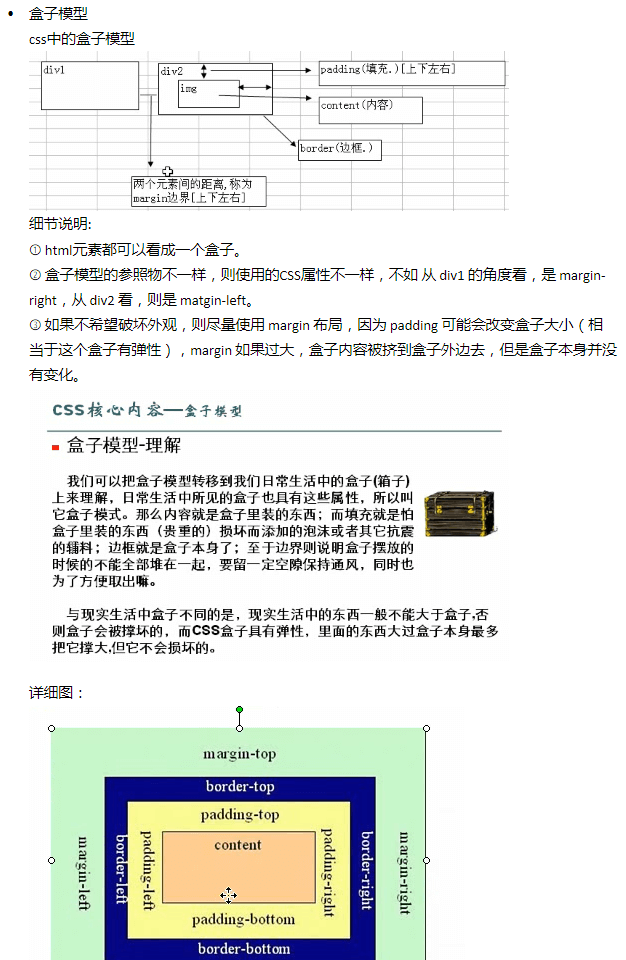 盒子模型
css中的盒子模型
div1
div2
img
padding(填充.)[上下左右]
content(内容)
border(边框.)
两个元素间的距离,称为
margin边界[上下左右]
细节说明:
① html元素都可以看成一个盒子。
② 盒子模型的参照物不一样，则使用的CSS属性不一样，不如 从 div1 的角度看，是 margin-
right，从 div2 看，则是 matgin-left。
③ 如果不希望破坏外观，则尽量使用 margin 布局，因为 padding 可能会改变盒子大小（相
当于这个盒子有弹性），margin 如果过大，盒子内容被挤到盒子外边去，但是盒子本身并没
有变化。
CSS核心内容—盒子模型
盒子模型-理解
我们可以把盒子模型转移到我们日常生活中的盒子(箱子)
上来理解，日常生活中所见的盒子也具有这些属性，所以叫
它盒子模式。那么内容就是盒子里装的东西；而填充就是怕
盒子里装的东西（贵重的）损坏而添加的泡沫或者其它抗震
的辅料；边框就是盒子本身了；至于边界则说明盒子摆放的
时候的不能全部堆在一起，要留一定空隙保持通风，同时也
为了方便取出嘛。
与现实生活中盒子不同的是，现实生活中的东西一般不能大于盒子,否
则盒子会被撑坏的，而CSS盒子具有弹性，里面的东西大过盒子本身最多
把它撑大,但它不会损坏的。
详细图：
margin-top
border-top
padding-top
content
margin-left
border-left
padding-left
padding-right
border-right
margin-right
padding-bottom
border-bottom